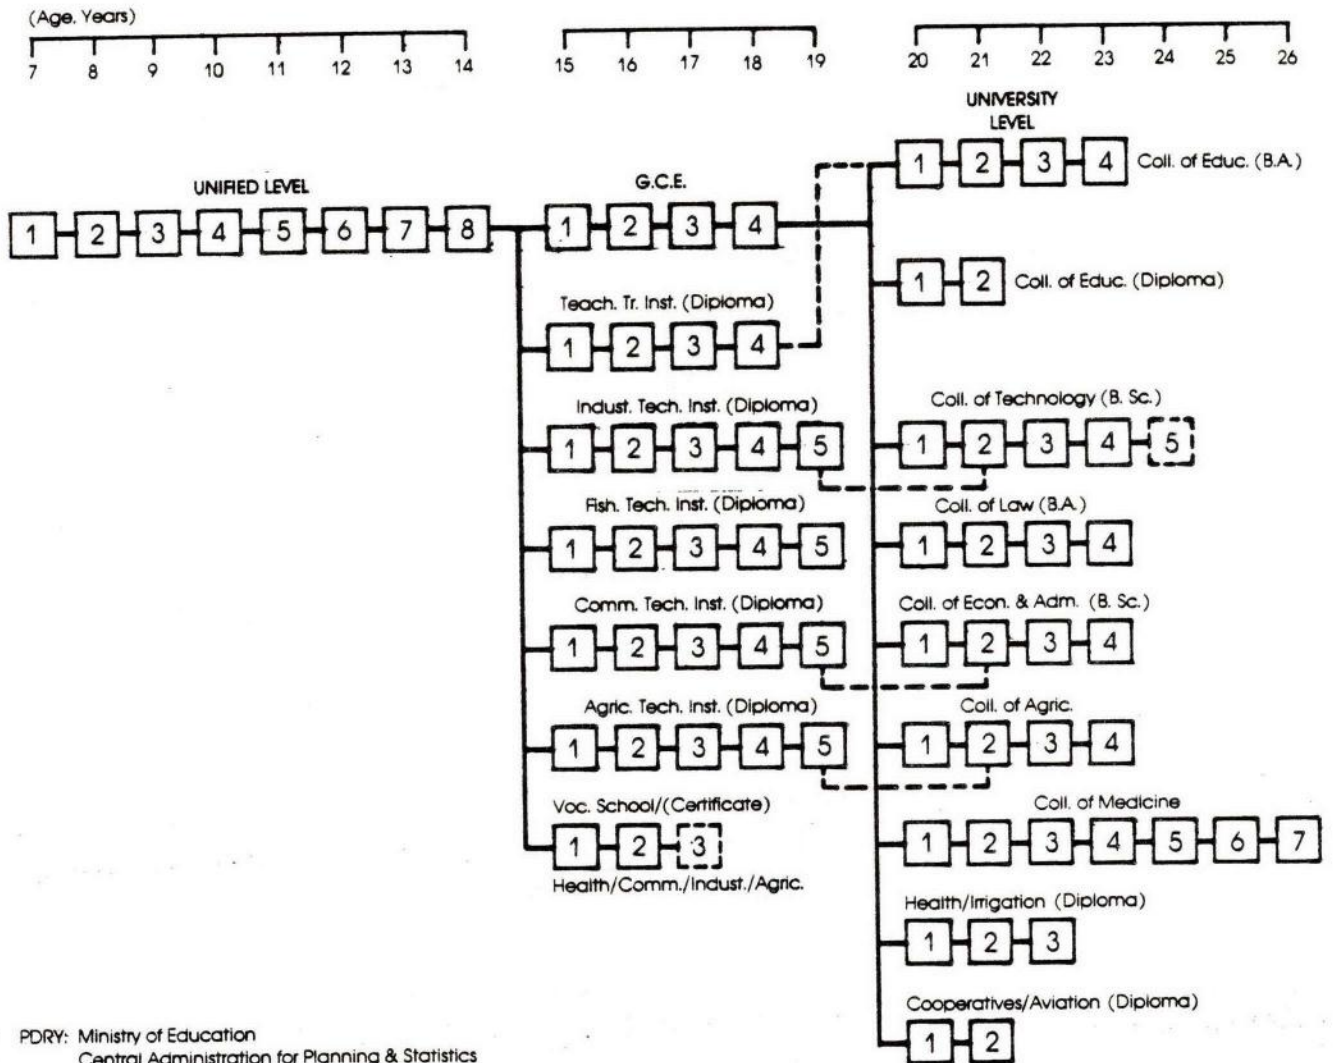 (Age. Years)
7 8 9 10 11 12 13 14 15 16 17 18 19 20 21 22 23 24 25 26
UNIVERSITY
LEVEL
1 2 3 4 Coll. of Educ. (B.A.)
UNIFIED LEVEL
1 2 3 4 5 6 7 8
G.C.E.
1 2 3 4
1 2 Coll. of Educ. (Diploma)
Teach. Tr. Inst. (Diploma)
1 2 3 4
Indust. Tech. Inst. (Diploma)
1 2 3 4 5
Coll. of Technology (B. Sc.)
1 2 3 4 5
Fish. Tech. Inst. (Diploma)
1 2 3 4 5
Coll. of Law (B.A.)
1 2 3 4
Comm. Tech. Inst. (Diploma)
1 2 3 4 5
Coll. of Econ. & Adm. (B. Sc.)
1 2 3 4
Agric. Tech. Inst. (Diploma)
1 2 3 4 5
Coll. of Agric.
1 2 3 4
Voc. School/(Certificate)
1 2 3
Health/Comm./Indust./Agric.
Coll. of Medicine
1 2 3 4 5 6 7
Health/Irrigation (Diploma)
1 2 3
Cooperatives/Aviation (Diploma)
1 2
PDRY: Ministry of Education
Central Administration for Planning & Statistics